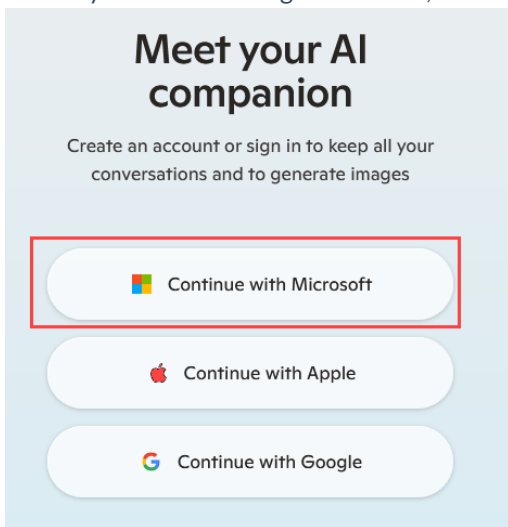 Meet your AI
companion
Create an account or sign in to keep all your
conversations and to generate images
Continue with Microsoft
Continue with Apple
Continue with Google